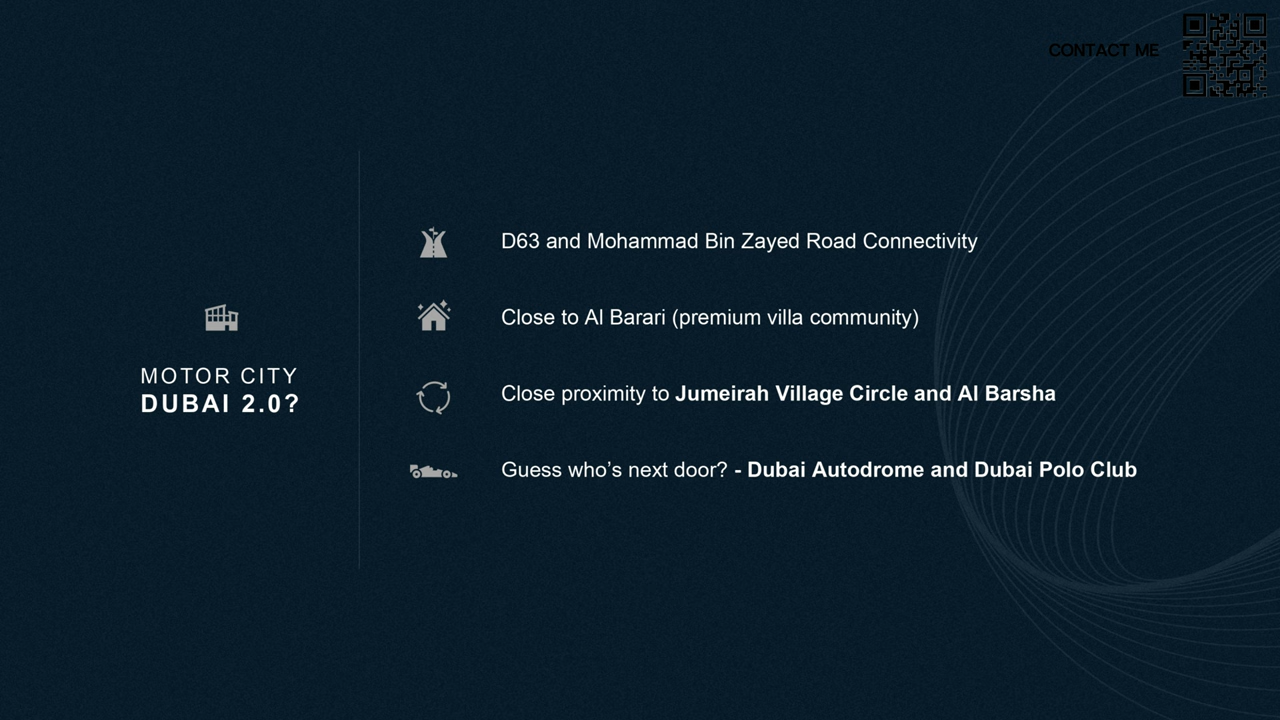 CONTACT ME
MOTOR CITY
DUBAI 2.0?
D63 and Mohammad Bin Zayed Road Connectivity
Close to Al Barari (premium villa community)
Close proximity to Jumeirah Village Circle and Al Barsha
Guess who’s next door? - Dubai Autodrome and Dubai Polo Club